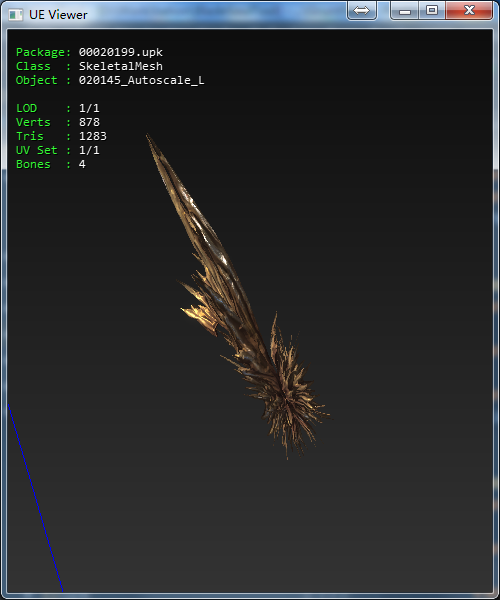 UE Viewer
Package: 00020199.upk
Class : SkeletalMesh
Object : 020145_Autoscale_L
LOD : 1/1
Verts : 878
Tris : 1283
UV Set : 1/1
Bones : 4